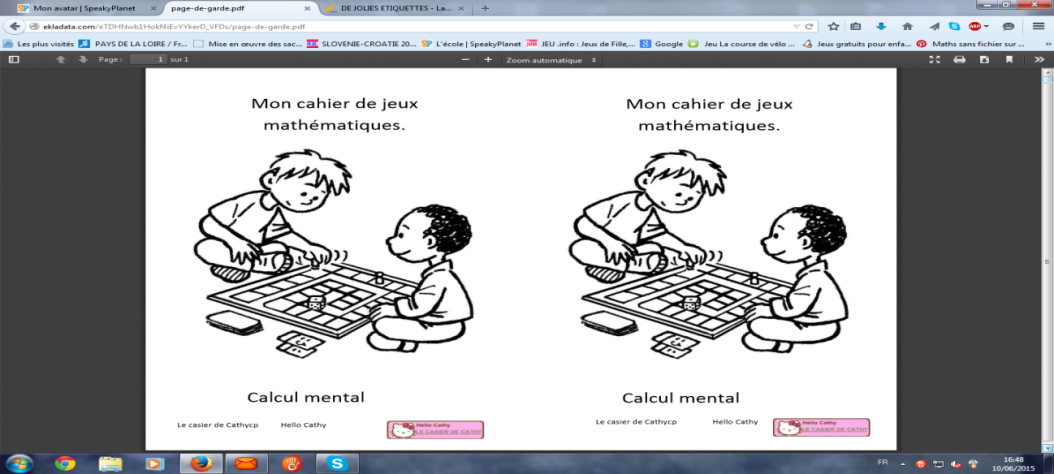 Mon avatar | SpeakyPlanet
page-de-garde.pdf
DE JOLIES ETIQUETTES - La...
ekladata.com/eTDHNwb1Hokf4iEvYYkerD_VFDs/page-de-garde.pdf
Les plus visités
PAYS DE LA LOIRE / Fr...
Mise en œuvre des sac...
SLOVENIE-CROATIE 20...
L'école | SpeakyPlanet
JEU .info : Jeux de Fille,...
Google
Jeu La course de vélo ...
Jeux gratuits pour enfa...
Maths sans fichier sur ...
Page : 1 sur 1
Zoom automatique
Mon cahier de jeux
mathématiques.
Calcul mental
Le casier de Cathycp Hello Cathy
Hello Cathy
LE CASIER DE CATHY
Mon cahier de jeux
mathématiques.
Calcul mental
Le casier de Cathycp Hello Cathy
Hello Cathy
LE CASIER DE CATHY
FR
16:48
10/06/2015